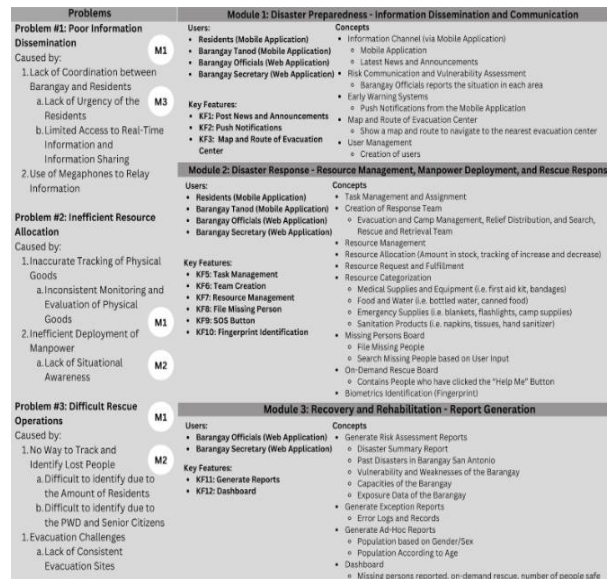 Problems
Problem #1: Poor Information
Dissemination
M1
Caused by:
1.Lack of Coordination between
Barangay and Residents
a.Lack of Urgency of the
Residents
M3
b.Limited Access to Real-Time
Information and
Information Sharing
2.Use of Megaphones to Relay
Information
Problem #2: Inefficient Resource
Allocation
Caused by:
1.Inaccurate Tracking of Physical
Goods
a.Inconsistent Monitoring and
Evaluation of Physical
Goods
M1
2.Inefficient Deployment of
Manpower
a.Lack of Situational
Awareness
M2
Problem #3: Difficult Rescue
Operations
M1
Caused by:
1.No Way to Track and
Identify Lost People
M2
a.Difficult to identify due to
the Amount of Residents
b.Difficult to identify due to
the PWD and Senior Citizens
1.Evacuation Challenges
a.Lack of Consistent
Evacuation Sites
Module 1: Disaster Preparedness - Information Dissemination and Communication
Users:
• Residents (Mobile Application)
• Barangay Tanod (Mobile Application)
• Barangay Officials (Web Application)
• Barangay Secretary (Web Application)
Key Features:
• KF1: Post News and Announcements
• KF2: Push Notifications
• KF3: Map and Route of Evacuation
Center
Concepts
• Information Channel (via Mobile Application)
○ Mobile Application
○ Latest News and Announcements
• Risk Communication and Vulnerability Assessment
○ Barangay Officials reports the situation in each area
• Early Warning Systems
○ Push Notifications from the Mobile Application
• Map and Route of Evacuation Center
○ Show a map and route to navigate to the nearest evacuation center
• User Management
○ Creation of users
Module 2: Disaster Response - Resource Management, Manpower Deployment, and Rescue Respons
Users:
• Residents (Mobile Application)
• Barangay Tanod (Mobile Application)
• Barangay Officials (Web Application)
• Barangay Secretary (Web Application)
Key Features:
• KF5: Task Management
• KF6: Team Creation
• KF7: Resource Management
• KF8: File Missing Person
• KF9: SOS Button
• KF10: Fingerprint Identification
Concepts
• Task Management and Assignment
• Creation of Response Team
○ Evacuation and Camp Management, Relief Distribution, and Search,
Rescue and Retrieval Team
• Resource Management
• Resource Allocation (Amount in stock, tracking of increase and decrease)
• Resource Request and Fulfillment
• Resource Categorization
○ Medical Supplies and Equipment (i.e. first aid kit, bandages)
○ Food and Water (i.e. bottled water, canned food)
○ Emergency Supplies (i.e. blankets, flashlights, camp supplies)
○ Sanitation Products (i.e. napkins, tissues, hand sanitizer)
• Missing Persons Board
○ File Missing People
○ Search Missing People based on User Input
• On-Demand Rescue Board
○ Contains People who have clicked the "Help Me" Button
• Biometrics Identification (Fingerprint)
Module 3: Recovery and Rehabilitation - Report Generation
Users:
• Barangay Officials (Web Application)
• Barangay Secretary (Web Application)
Key Features:
• KF11: Generate Reports
• KF12: Dashboard
Concepts
• Generate Risk Assessment Reports
○ Disaster Summary Report
○ Past Disasters in Barangay San Antonio
○ Vulnerability and Weaknesses of the Barangay
○ Capacities of the Barangay
○ Exposure Data of the Barangay
• Generate Exception Reports
○ Error Logs and Records
• Generate Ad-Hoc Reports
○ Population based on Gender/Sex
○ Population According to Age
• Dashboard
○ Missing persons reported, on-demand rescue, number of people safe